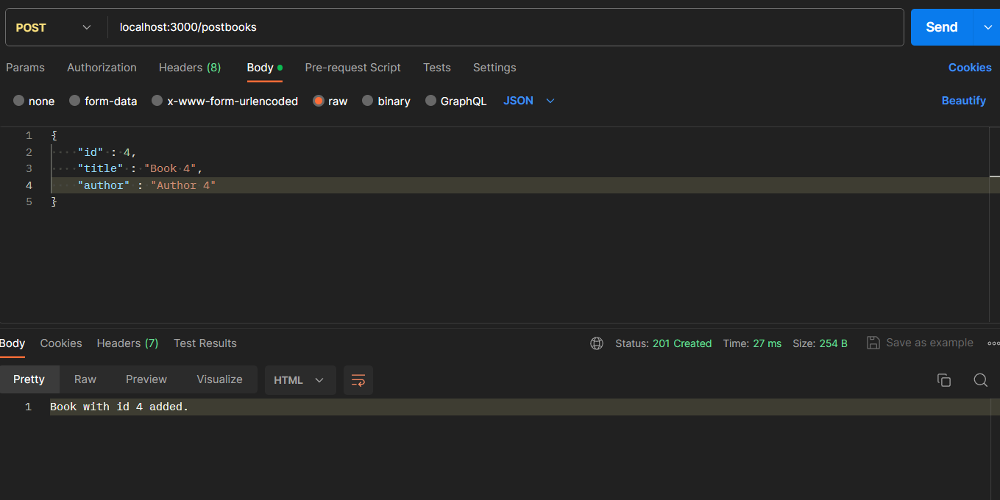 POST localhost:3000/postbooks Send
Params Authorization Headers (8) Body Pre-request Script Tests Settings Cookies
none form-data x-www-form-urlencoded raw binary GraphQL JSON Beautify
1 {
2 "id" : 4,
3 "title" : "Book 4",
4 "author" : "Author 4"
5 }
Body Cookies Headers (7) Test Results Status: 201 Created Time: 27 ms Size: 254 B Save as example
Pretty Raw Preview Visualize HTML
1 Book with id 4 added.